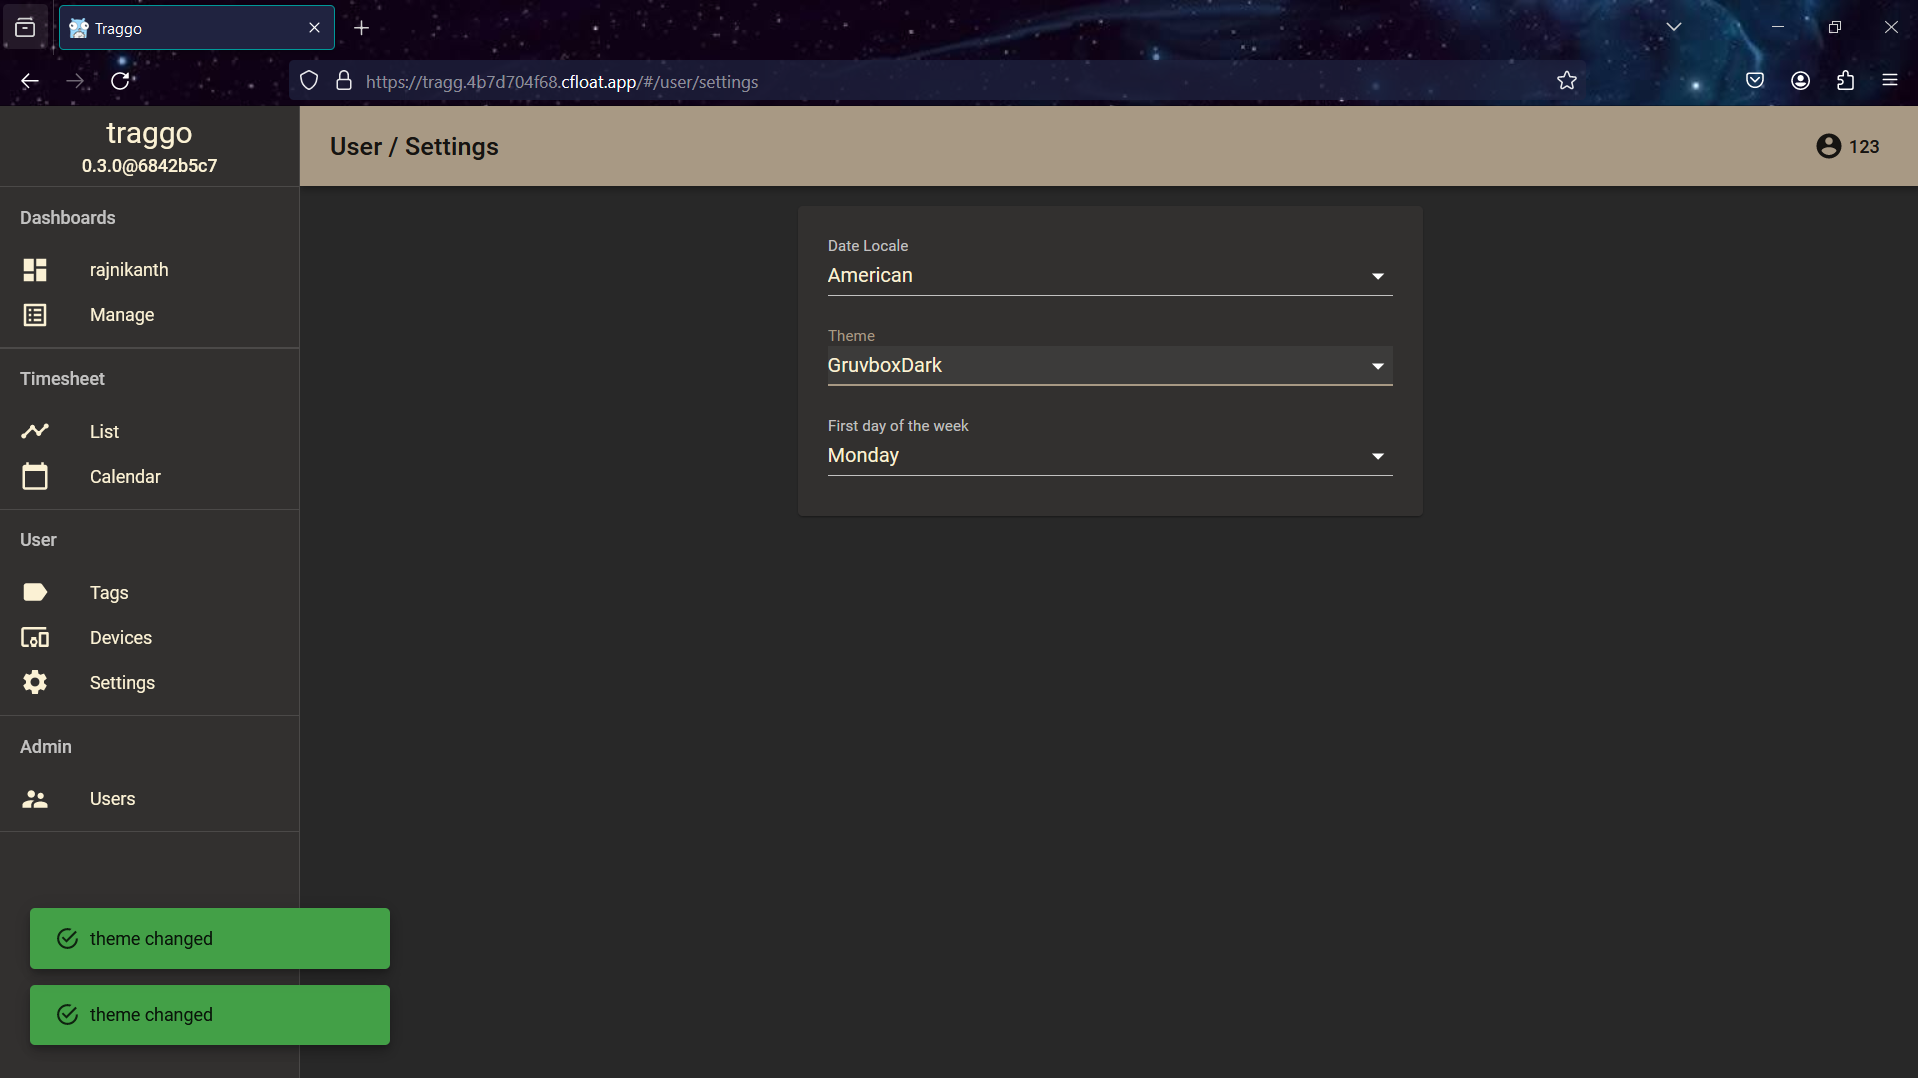 Traggo
https://tragg.4b7d704f68.cfloat.app/#/user/settings
traggo
0.3.0@6842b5c7
User / Settings
123
Dashboards
rajnikanth
Manage
Timesheet
List
Calendar
User
Tags
Devices
Settings
Admin
Users
Date Locale
American
Theme
GruvboxDark
First day of the week
Monday
theme changed
theme changed